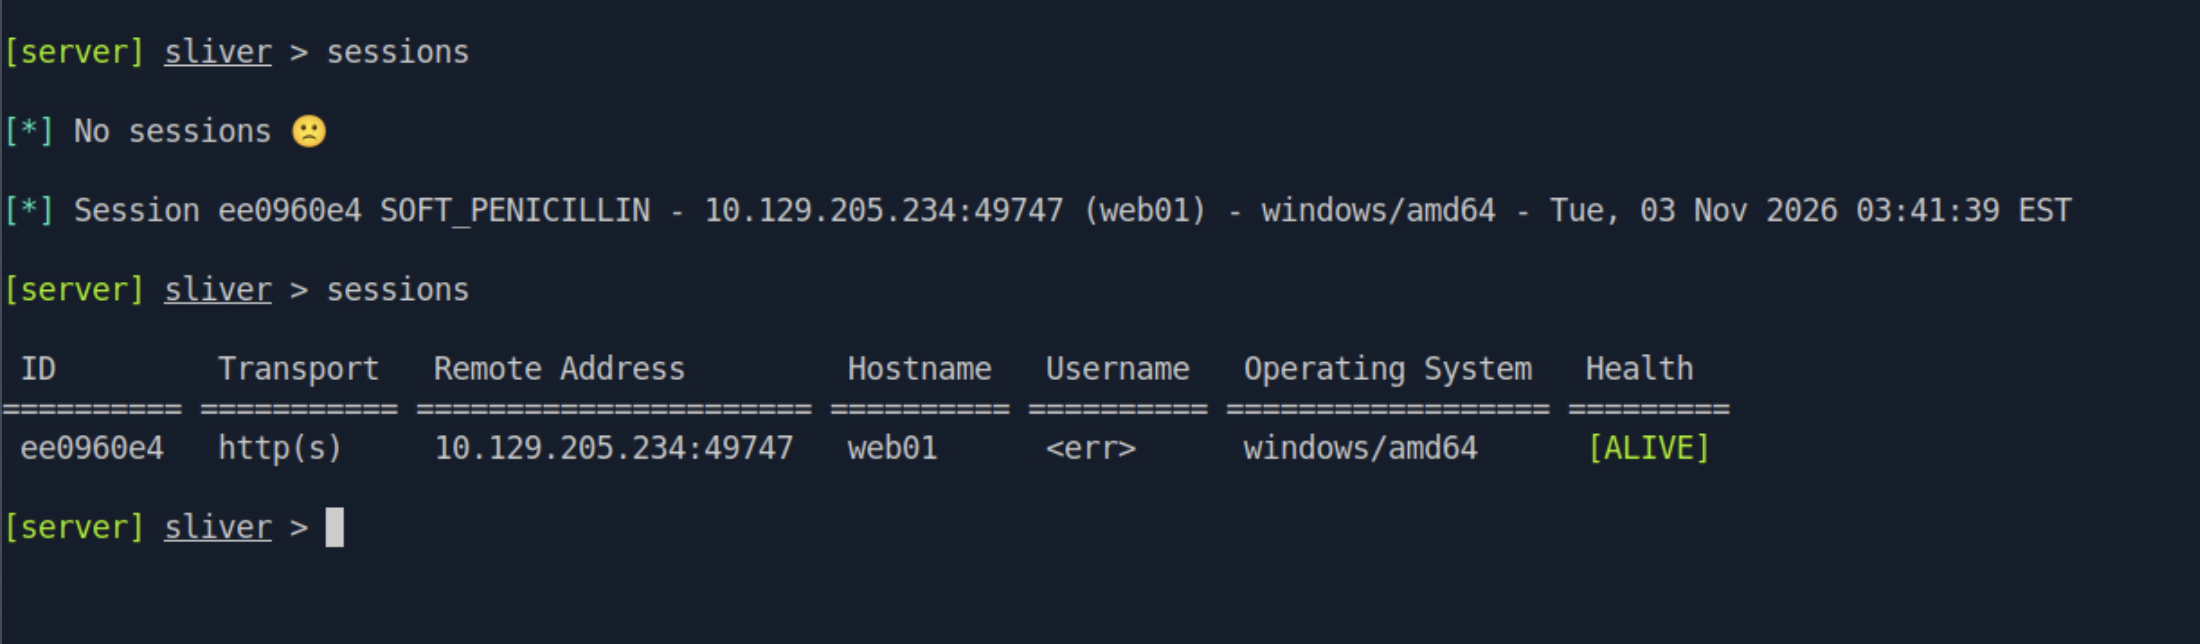 [server] sliver > sessions
[*] No sessions 🙁
[*] Session ee0960e4 SOFT_PENICILLIN - 10.129.205.234:49747 (web01) - windows/amd64 - Tue, 03 Nov 2026 03:41:39 EST
[server] sliver > sessions
ID Transport Remote Address Hostname Username Operating System Health
========== =========== ====================== ========== ========== ================== =========
ee0960e4 http(s) 10.129.205.234:49747 web01 <err> windows/amd64 [ALIVE]
[server] sliver >